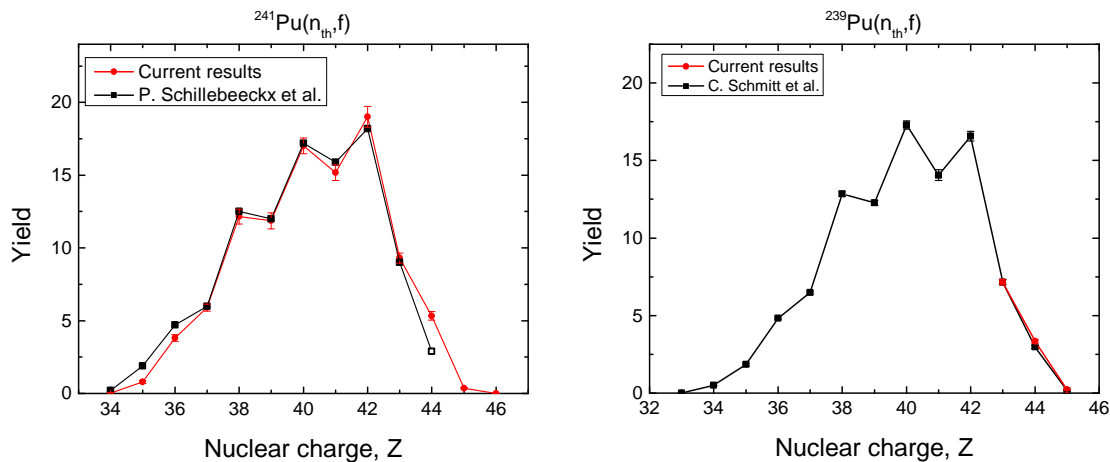 ²⁴¹Pu(n_th,f)
Current results
P. Schillebeeckx et al.
Yield
20
15
10
5
0
34 36 38 40 42 44 46
Nuclear charge, Z
²³⁹Pu(n_th,f)
Current results
C. Schmitt et al.
Yield
20
15
10
5
0
32 34 36 38 40 42 44 46
Nuclear charge, Z